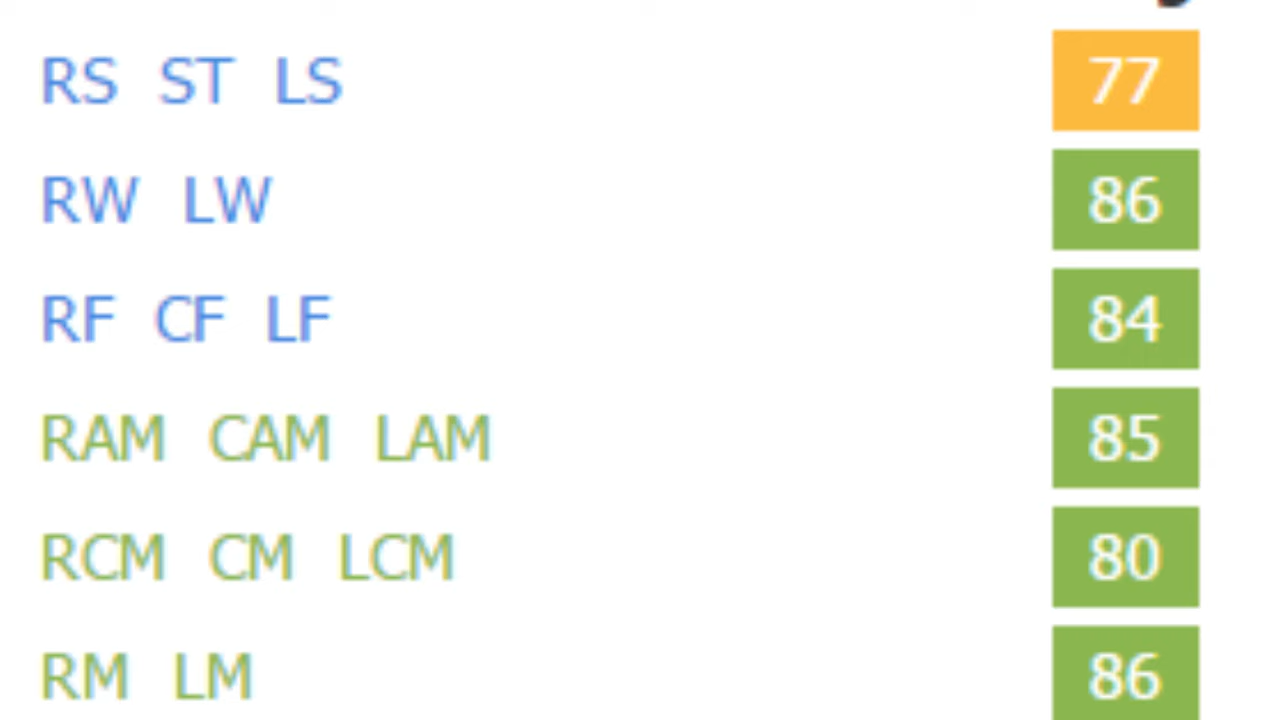 RS ST LS 77
RW LW 86
RF CF LF 84
RAM CAM LAM 85
RCM CM LCM 80
RM LM 86